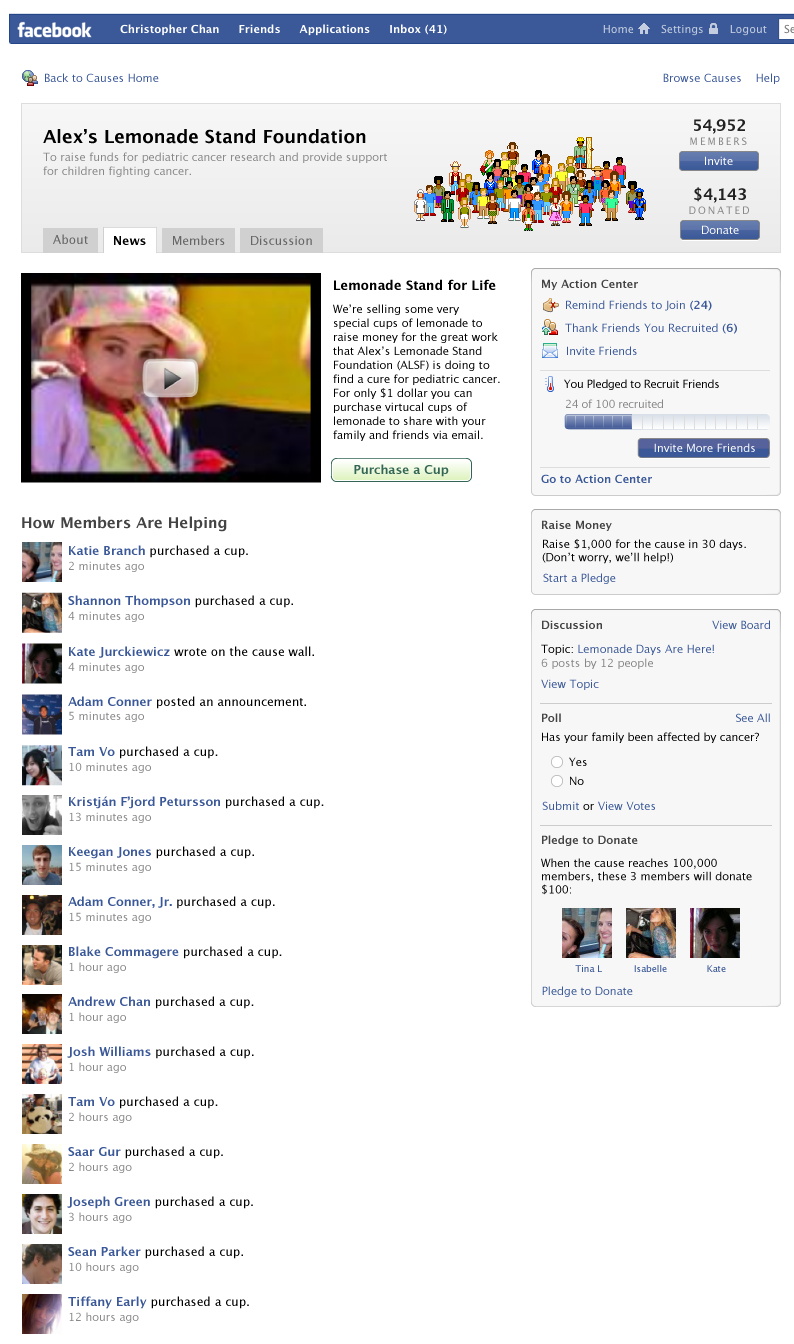 facebook Christopher Chan Friends Applications Inbox (41) Home Settings Logout Se
Back to Causes Home Browse Causes Help
Alex's Lemonade Stand Foundation
To raise funds for pediatric cancer research and provide support
for children fighting cancer.
54,952
MEMBERS
Invite
$4,143
DONATED
Donate
About News Members Discussion
Lemonade Stand for Life
We're selling some very
special cups of lemonade to
raise money for the great work
that Alex's Lemonade Stand
Foundation (ALSF) is doing to
find a cure for pediatric cancer.
For only $1 dollar you can
purchase virtucal cups of
lemonade to share with your
family and friends via email.
Purchase a Cup
How Members Are Helping
Katie Branch purchased a cup.
2 minutes ago
Shannon Thompson purchased a cup.
4 minutes ago
Kate Jurckiewicz wrote on the cause wall.
4 minutes ago
Adam Conner posted an announcement.
5 minutes ago
Tam Vo purchased a cup.
10 minutes ago
Kristján F'jord Petursson purchased a cup.
13 minutes ago
Keegan Jones purchased a cup.
15 minutes ago
Adam Conner, Jr. purchased a cup.
15 minutes ago
Blake Commagere purchased a cup.
1 hour ago
Andrew Chan purchased a cup.
1 hour ago
Josh Williams purchased a cup.
1 hour ago
Tam Vo purchased a cup.
2 hours ago
Saar Gur purchased a cup.
2 hours ago
Joseph Green purchased a cup.
3 hours ago
Sean Parker purchased a cup.
10 hours ago
Tiffany Early purchased a cup.
12 hours ago
My Action Center
Remind Friends to Join (24)
Thank Friends You Recruited (6)
Invite Friends
You Pledged to Recruit Friends
24 of 100 recruited
Invite More Friends
Go to Action Center
Raise Money
Raise $1,000 for the cause in 30 days.
(Don't worry, we'll help!)
Start a Pledge
Discussion View Board
Topic: Lemonade Days Are Here!
6 posts by 12 people
View Topic
Poll See All
Has your family been affected by cancer?
Yes
No
Submit or View Votes
Pledge to Donate
When the cause reaches 100,000
members, these 3 members will donate
$100:
Tina L Isabelle Kate
Pledge to Donate